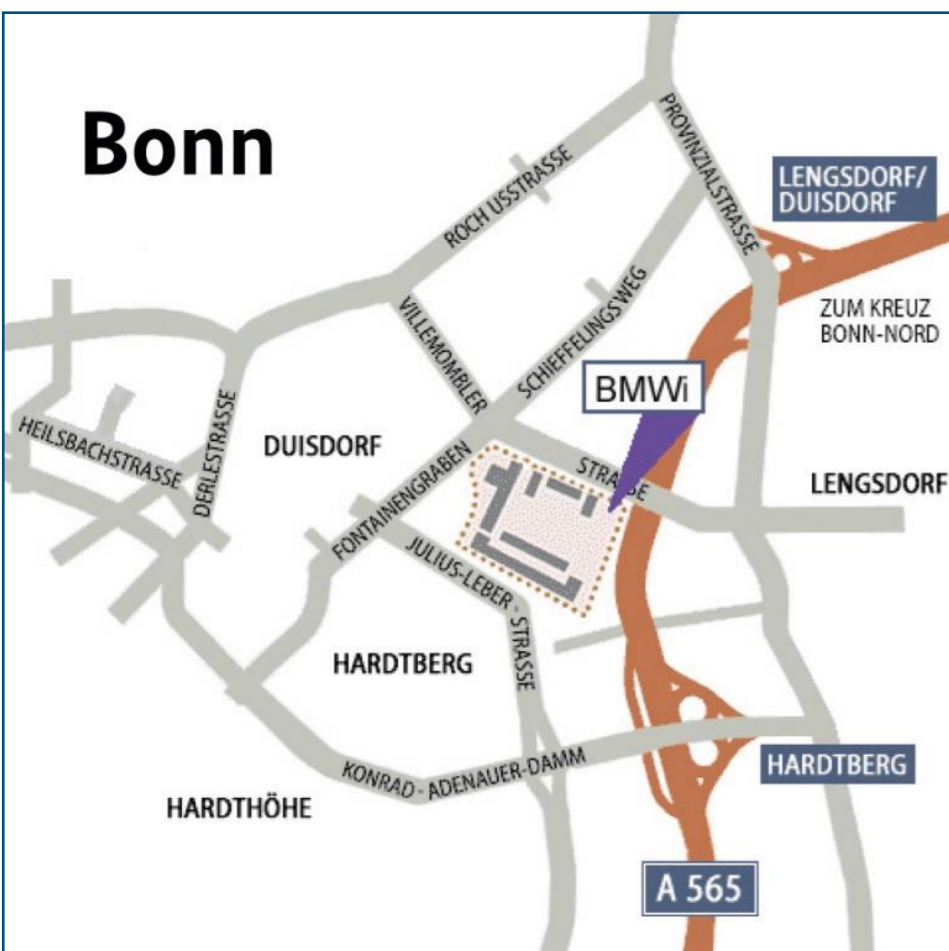 Bonn
PROVINZIALSTRASSE
LENGSDORF/
DUISDORF
ROCH USSTRASSE
ZUM KREUZ
BONN-NORD
VILLEMOMBLER
SCHIEFFELINGSWEG
BMWi
HEILSBACHSTRASSE
DERLESTRASSE
DUISDORF
STRASSE
LENGSDORF
FONTAINENGRABEN
JULIUS-LEBER - STRASSE
HARDTBERG
KONRAD - ADENAUER-DAMM
HARDTBERG
HARDTHÖHE
A 565